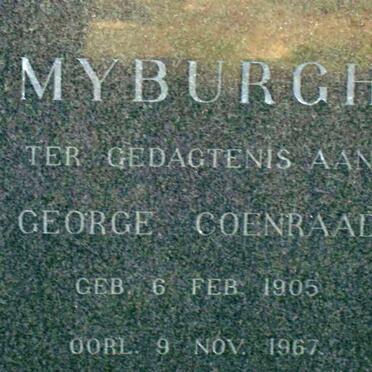 MYBURGH
TER GEDAGTENIS AAN
GEORGE COENRAAD
GEB. 6 FEB. 1905
OORL. 9 NOV. 1967.